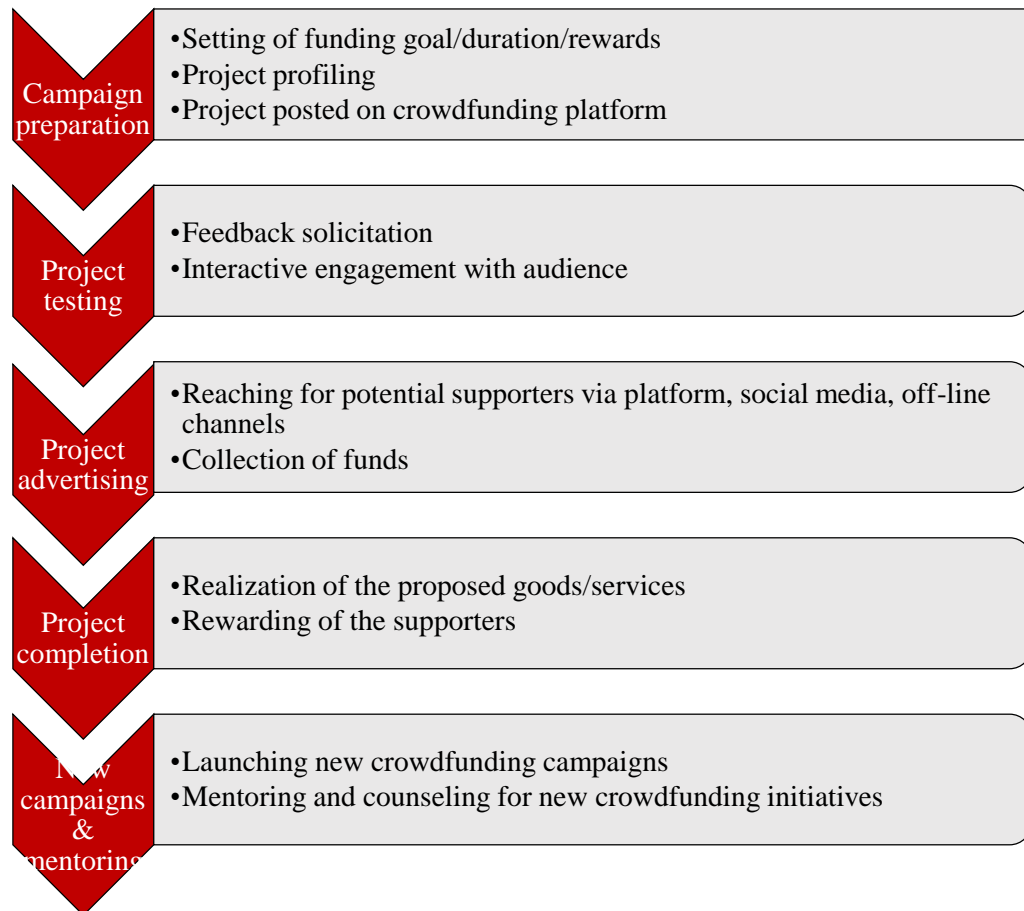 Campaign
preparation
•Setting of funding goal/duration/rewards
•Project profiling
•Project posted on crowdfunding platform
Project
testing
•Feedback solicitation
•Interactive engagement with audience
Project
advertising
•Reaching for potential supporters via platform, social media, off-line
channels
•Collection of funds
Project
completion
•Realization of the proposed goods/services
•Rewarding of the supporters
New
campaigns
&
mentoring
•Launching new crowdfunding campaigns
•Mentoring and counseling for new crowdfunding initiatives